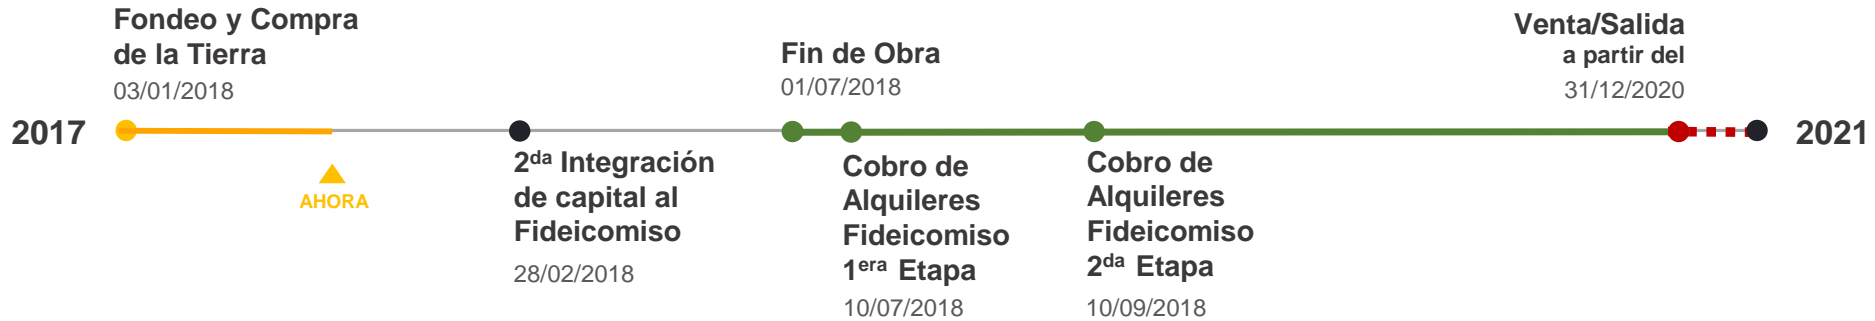 2017
Fondeo y Compra
de la Tierra
03/01/2018
AHORA
2da Integración
de capital al
Fideicomiso
28/02/2018
Fin de Obra
01/07/2018
Cobro de
Alquileres
Fideicomiso
1era Etapa
10/07/2018
Cobro de
Alquileres
Fideicomiso
2da Etapa
10/09/2018
Venta/Salida
a partir del
31/12/2020
2021